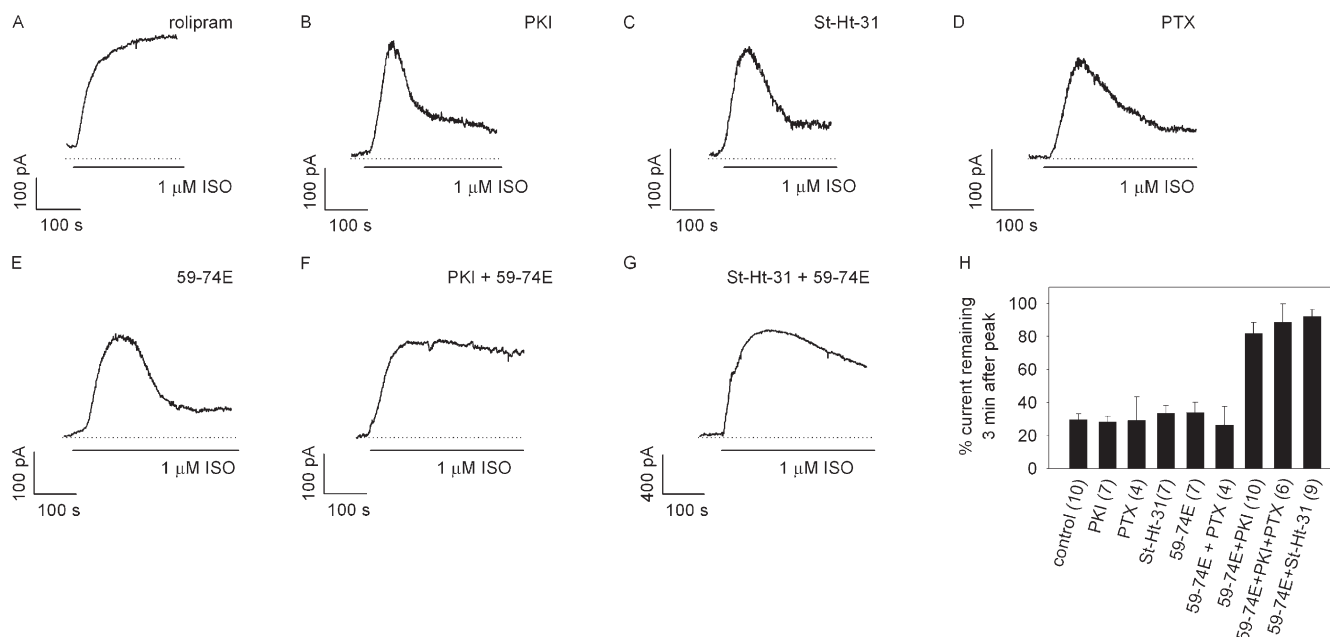 A
rolipram
100 pA
100 s
1 μM ISO
B
PKI
100 pA
100 s
1 μM ISO
C
St-Ht-31
100 pA
100 s
1 μM ISO
D
PTX
100 pA
100 s
1 μM ISO
E
59-74E
100 pA
100 s
1 μM ISO
F
PKI + 59-74E
100 pA
100 s
1 μM ISO
G
St-Ht-31 + 59-74E
400 pA
100 s
1 μM ISO
H
% current remaining
3 min after peak
100
80
60
40
20
0
control (10)
PKI (7)
PTX (4)
St-Ht-31(7)
59-74E (7)
59-74E + PTX (4)
59-74E+PKI (10)
59-74E+PKI+PTX (6)
59-74E+St-Ht-31 (9)